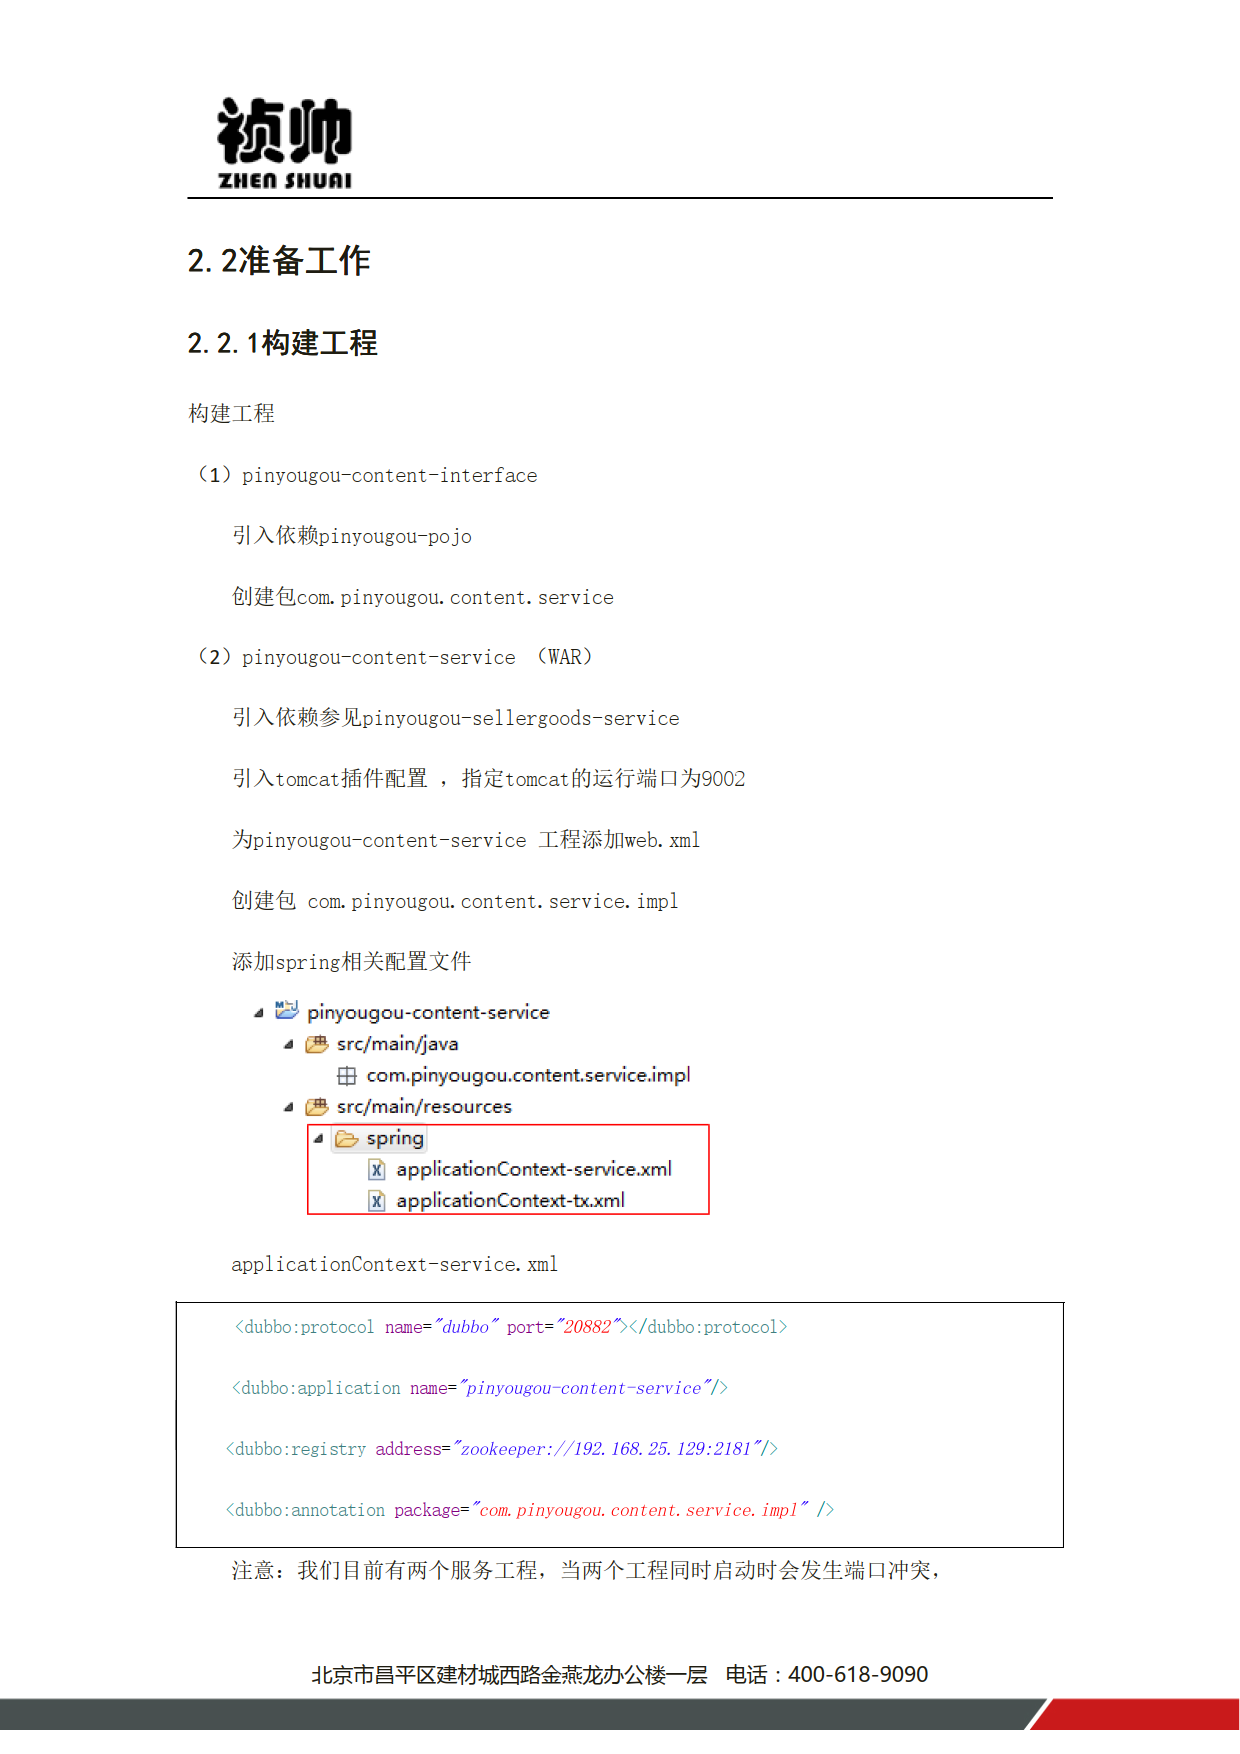 祯帅
ZHEN SHUAI
2.2准备工作
2.2.1构建工程
构建工程
（1）pinyougou-content-interface
引入依赖pinyougou-pojo
创建包com.pinyougou.content.service
（2）pinyougou-content-service （WAR）
引入依赖参见pinyougou-sellergoods-service
引入tomcat插件配置 ，指定tomcat的运行端口为9002
为pinyougou-content-service 工程添加web.xml
创建包 com.pinyougou.content.service.impl
添加spring相关配置文件
pinyougou-content-service
src/main/java
com.pinyougou.content.service.impl
src/main/resources
spring
applicationContext-service.xml
applicationContext-tx.xml
applicationContext-service.xml
<dubbo:protocol name="dubbo" port="20882"></dubbo:protocol>
<dubbo:application name="pinyougou-content-service"/>
<dubbo:registry address="zookeeper://192.168.25.129:2181"/>
<dubbo:annotation package="com.pinyougou.content.service.impl" />
注意：我们目前有两个服务工程，当两个工程同时启动时会发生端口冲突，
北京市昌平区建材城西路金燕龙办公楼一层 电话：400-618-9090